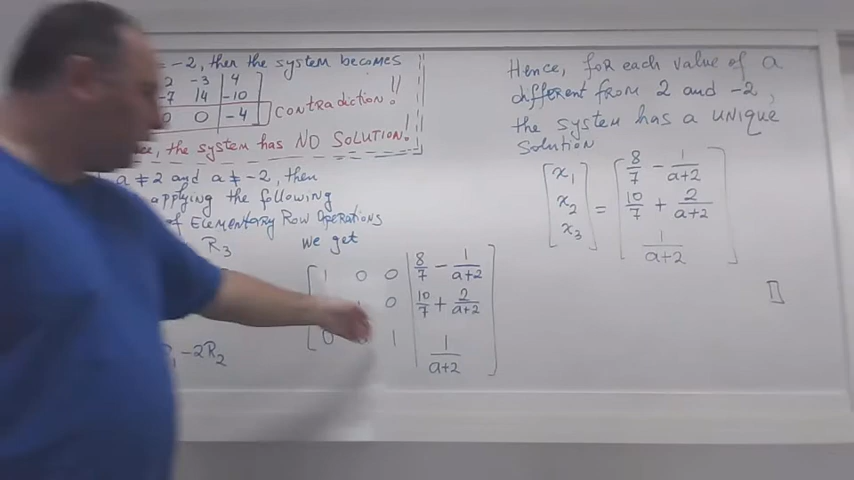 = -2, then the system becomes
2 -3 | 4
-7 14 | -10
0 0 | -4
contradiction!!
the system has NO SOLUTION!
a ≠ 2 and a ≠ -2, then
applying the following
of Elementary Row Operations
R3
we get
-2R2
[ 1 0 0 | 8/7 - 1/(a+2)
0 | 10/7 + 2/(a+2)
0 1 | 1/(a+2) ]
Hence, for each value of a
different from 2 and -2,
the system has a unique
solution
[ x1 x2 x3 ] = [ 8/7 - 1/(a+2)
10/7 + 2/(a+2)
1/(a+2) ]